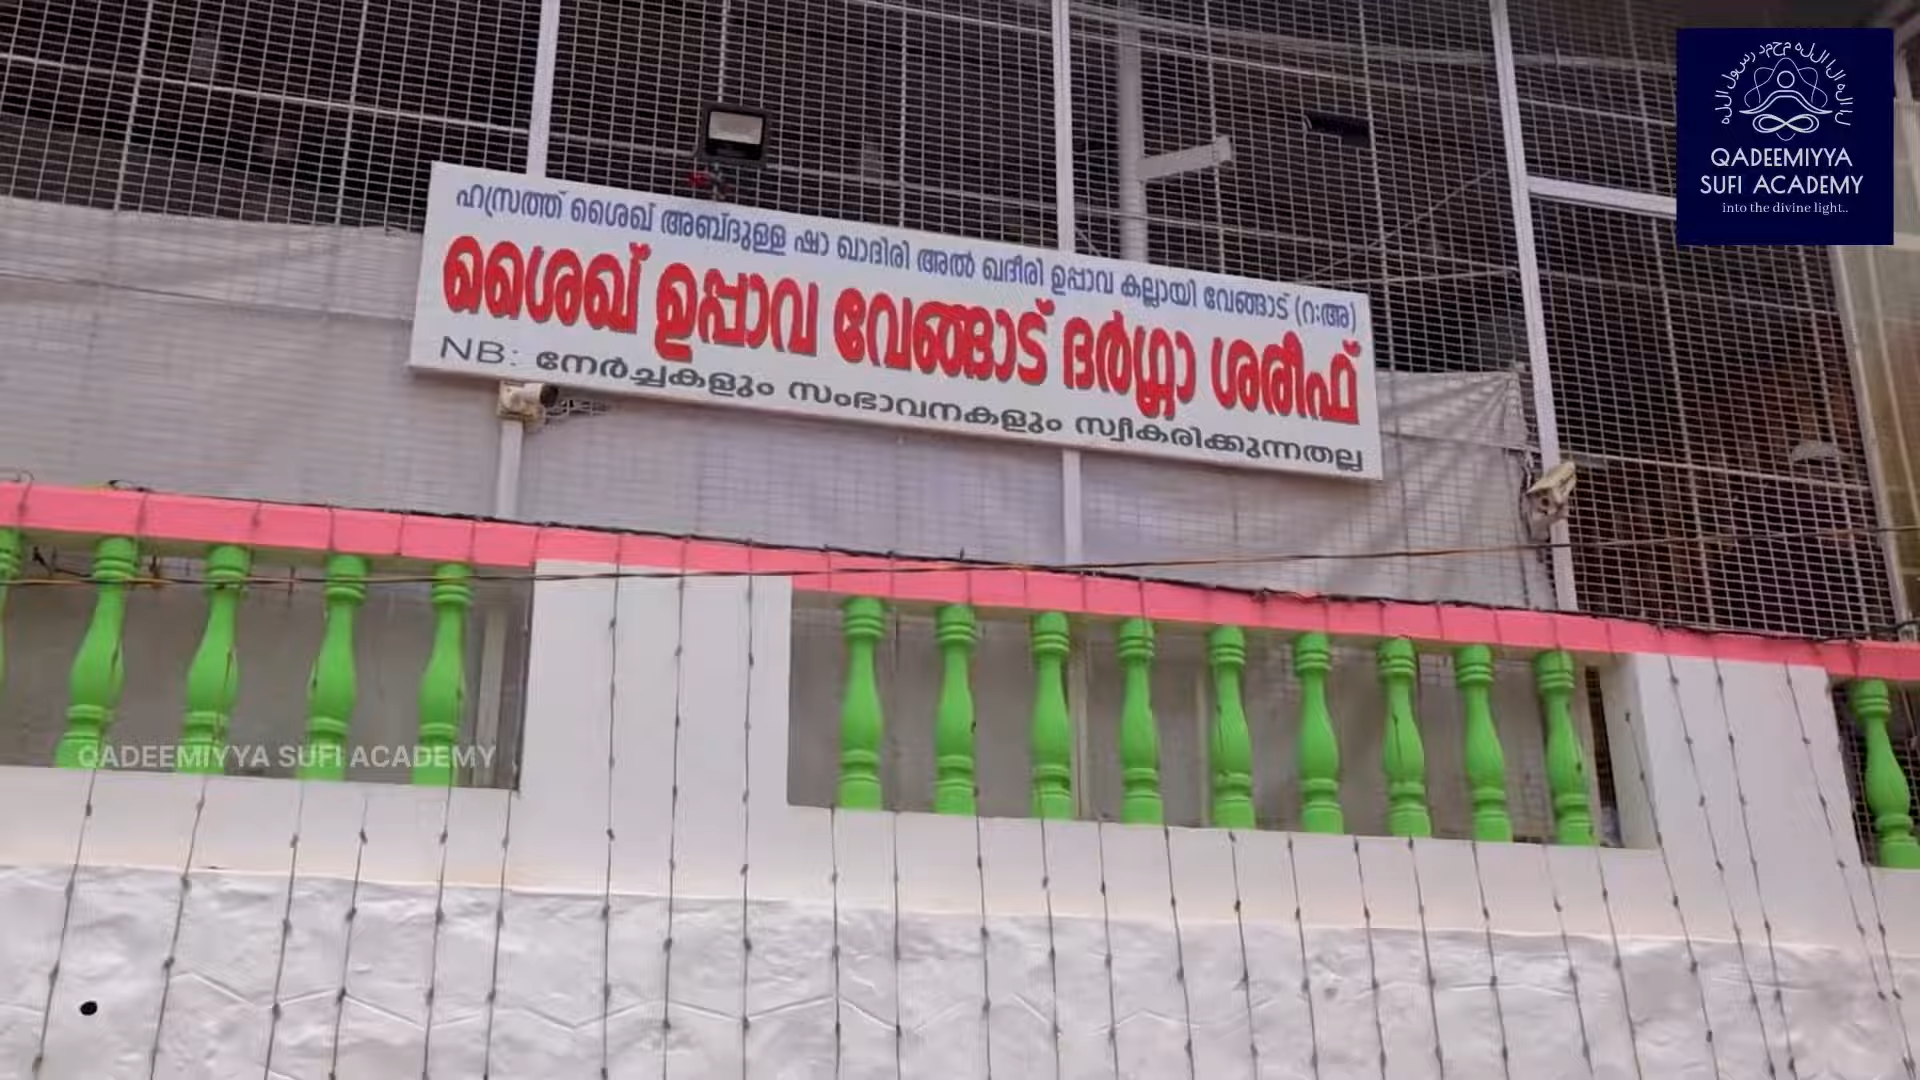 ഹസ്രത്ത് ശൈഖ് അബ്ദുള്ള ഷാ ഖാദിരി അൽ ഖദീരി ഉപ്പാവ കല്ലായി വേങ്ങാട് (റ:അ)
ശൈഖ് ഉപ്പാവ വേങ്ങാട് ദർഗ്ഗാ ശരീഫ്
NB: നേർച്ചകളും സംഭാവനകളും സ്വീകരിക്കുന്നതല്ല
QADEEMIYYA
SUFI ACADEMY
into the divine light..
QADEEMIYYA SUFI ACADEMY